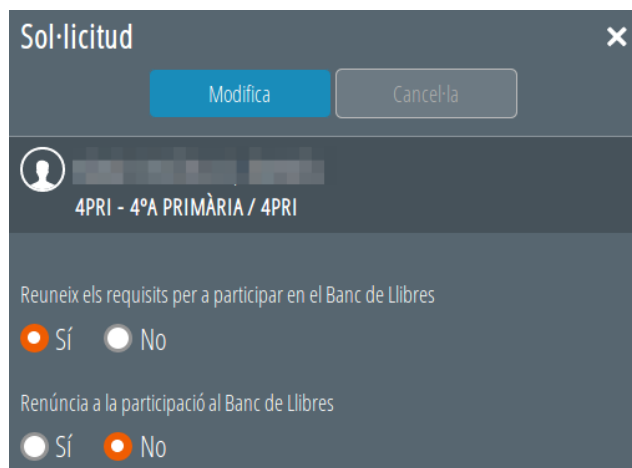 Sol·licitud
Modifica Cancel·la
4PRI - 4ºA PRIMÀRIA / 4PRI
Reuneix els requisits per a participar en el Banc de Llibres
Sí No
Renúncia a la participació al Banc de Llibres
Sí No